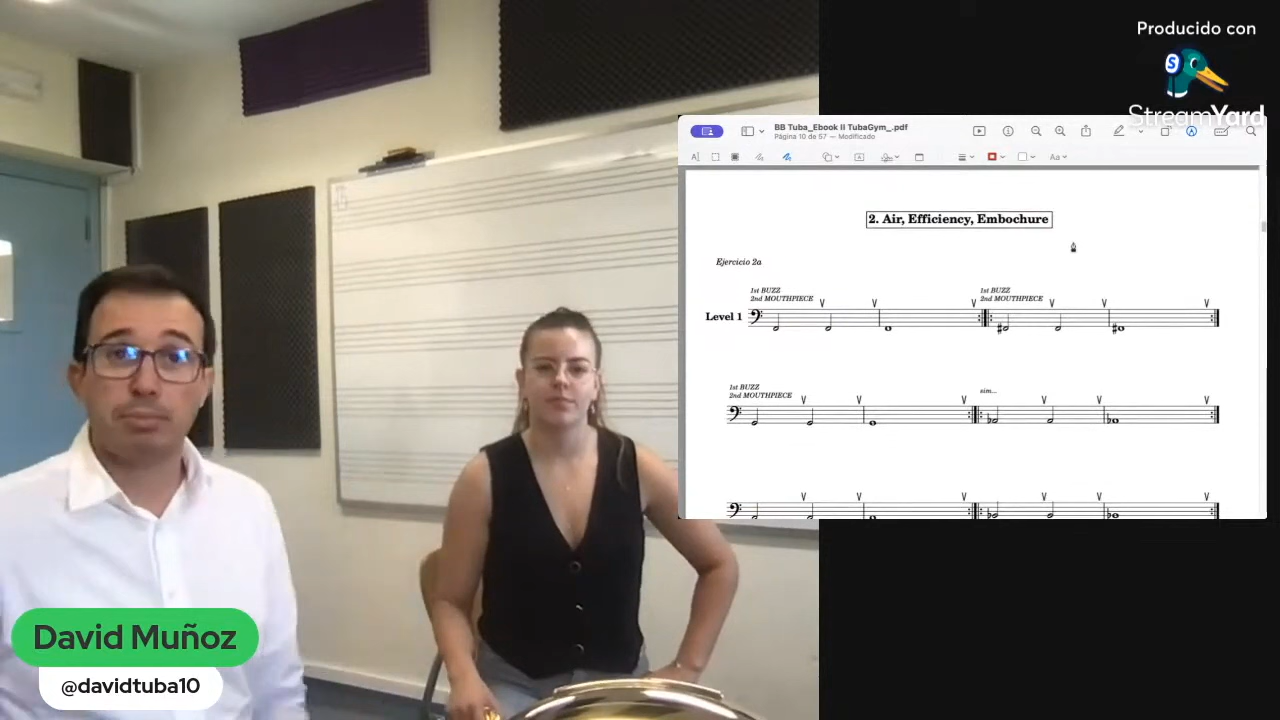 Producido con
StreamYard
BB Tuba_Ebook II TubaGym_.pdf
Página 10 de 57 — Modificado
2. Air, Efficiency, Embochure
Ejercicio 2a
1st BUZZ
2nd MOUTHPIECE
1st BUZZ
2nd MOUTHPIECE
Level 1
1st BUZZ
2nd MOUTHPIECE
sim...
David Muñoz
@davidtuba10